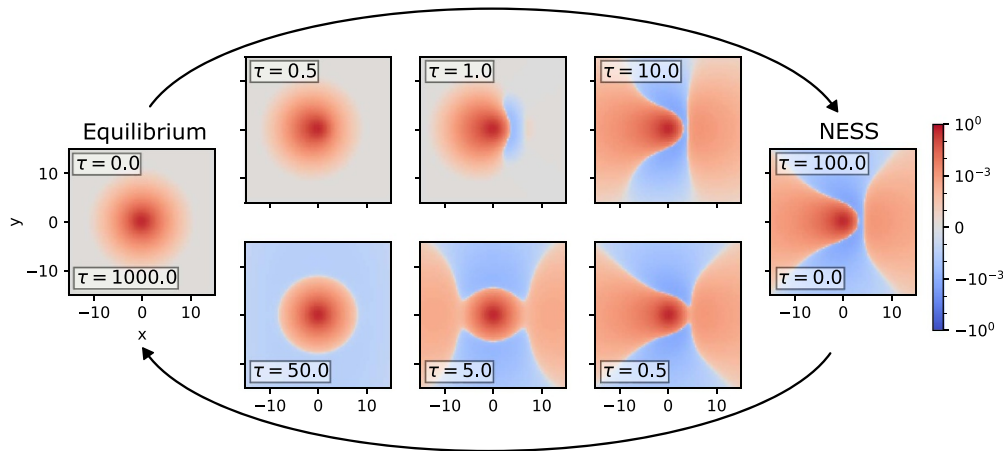 τ = 0.5
τ = 1.0
τ = 10.0
Equilibrium
NESS
10⁰
10⁻³
0
−10⁻³
−10⁰
τ = 0.0
τ = 100.0
10
0
−10
y
τ = 1000.0
τ = 0.0
−10 0 10
x
−10 0 10
τ = 50.0
τ = 5.0
τ = 0.5
−10 0 10
−10 0 10
−10 0 10